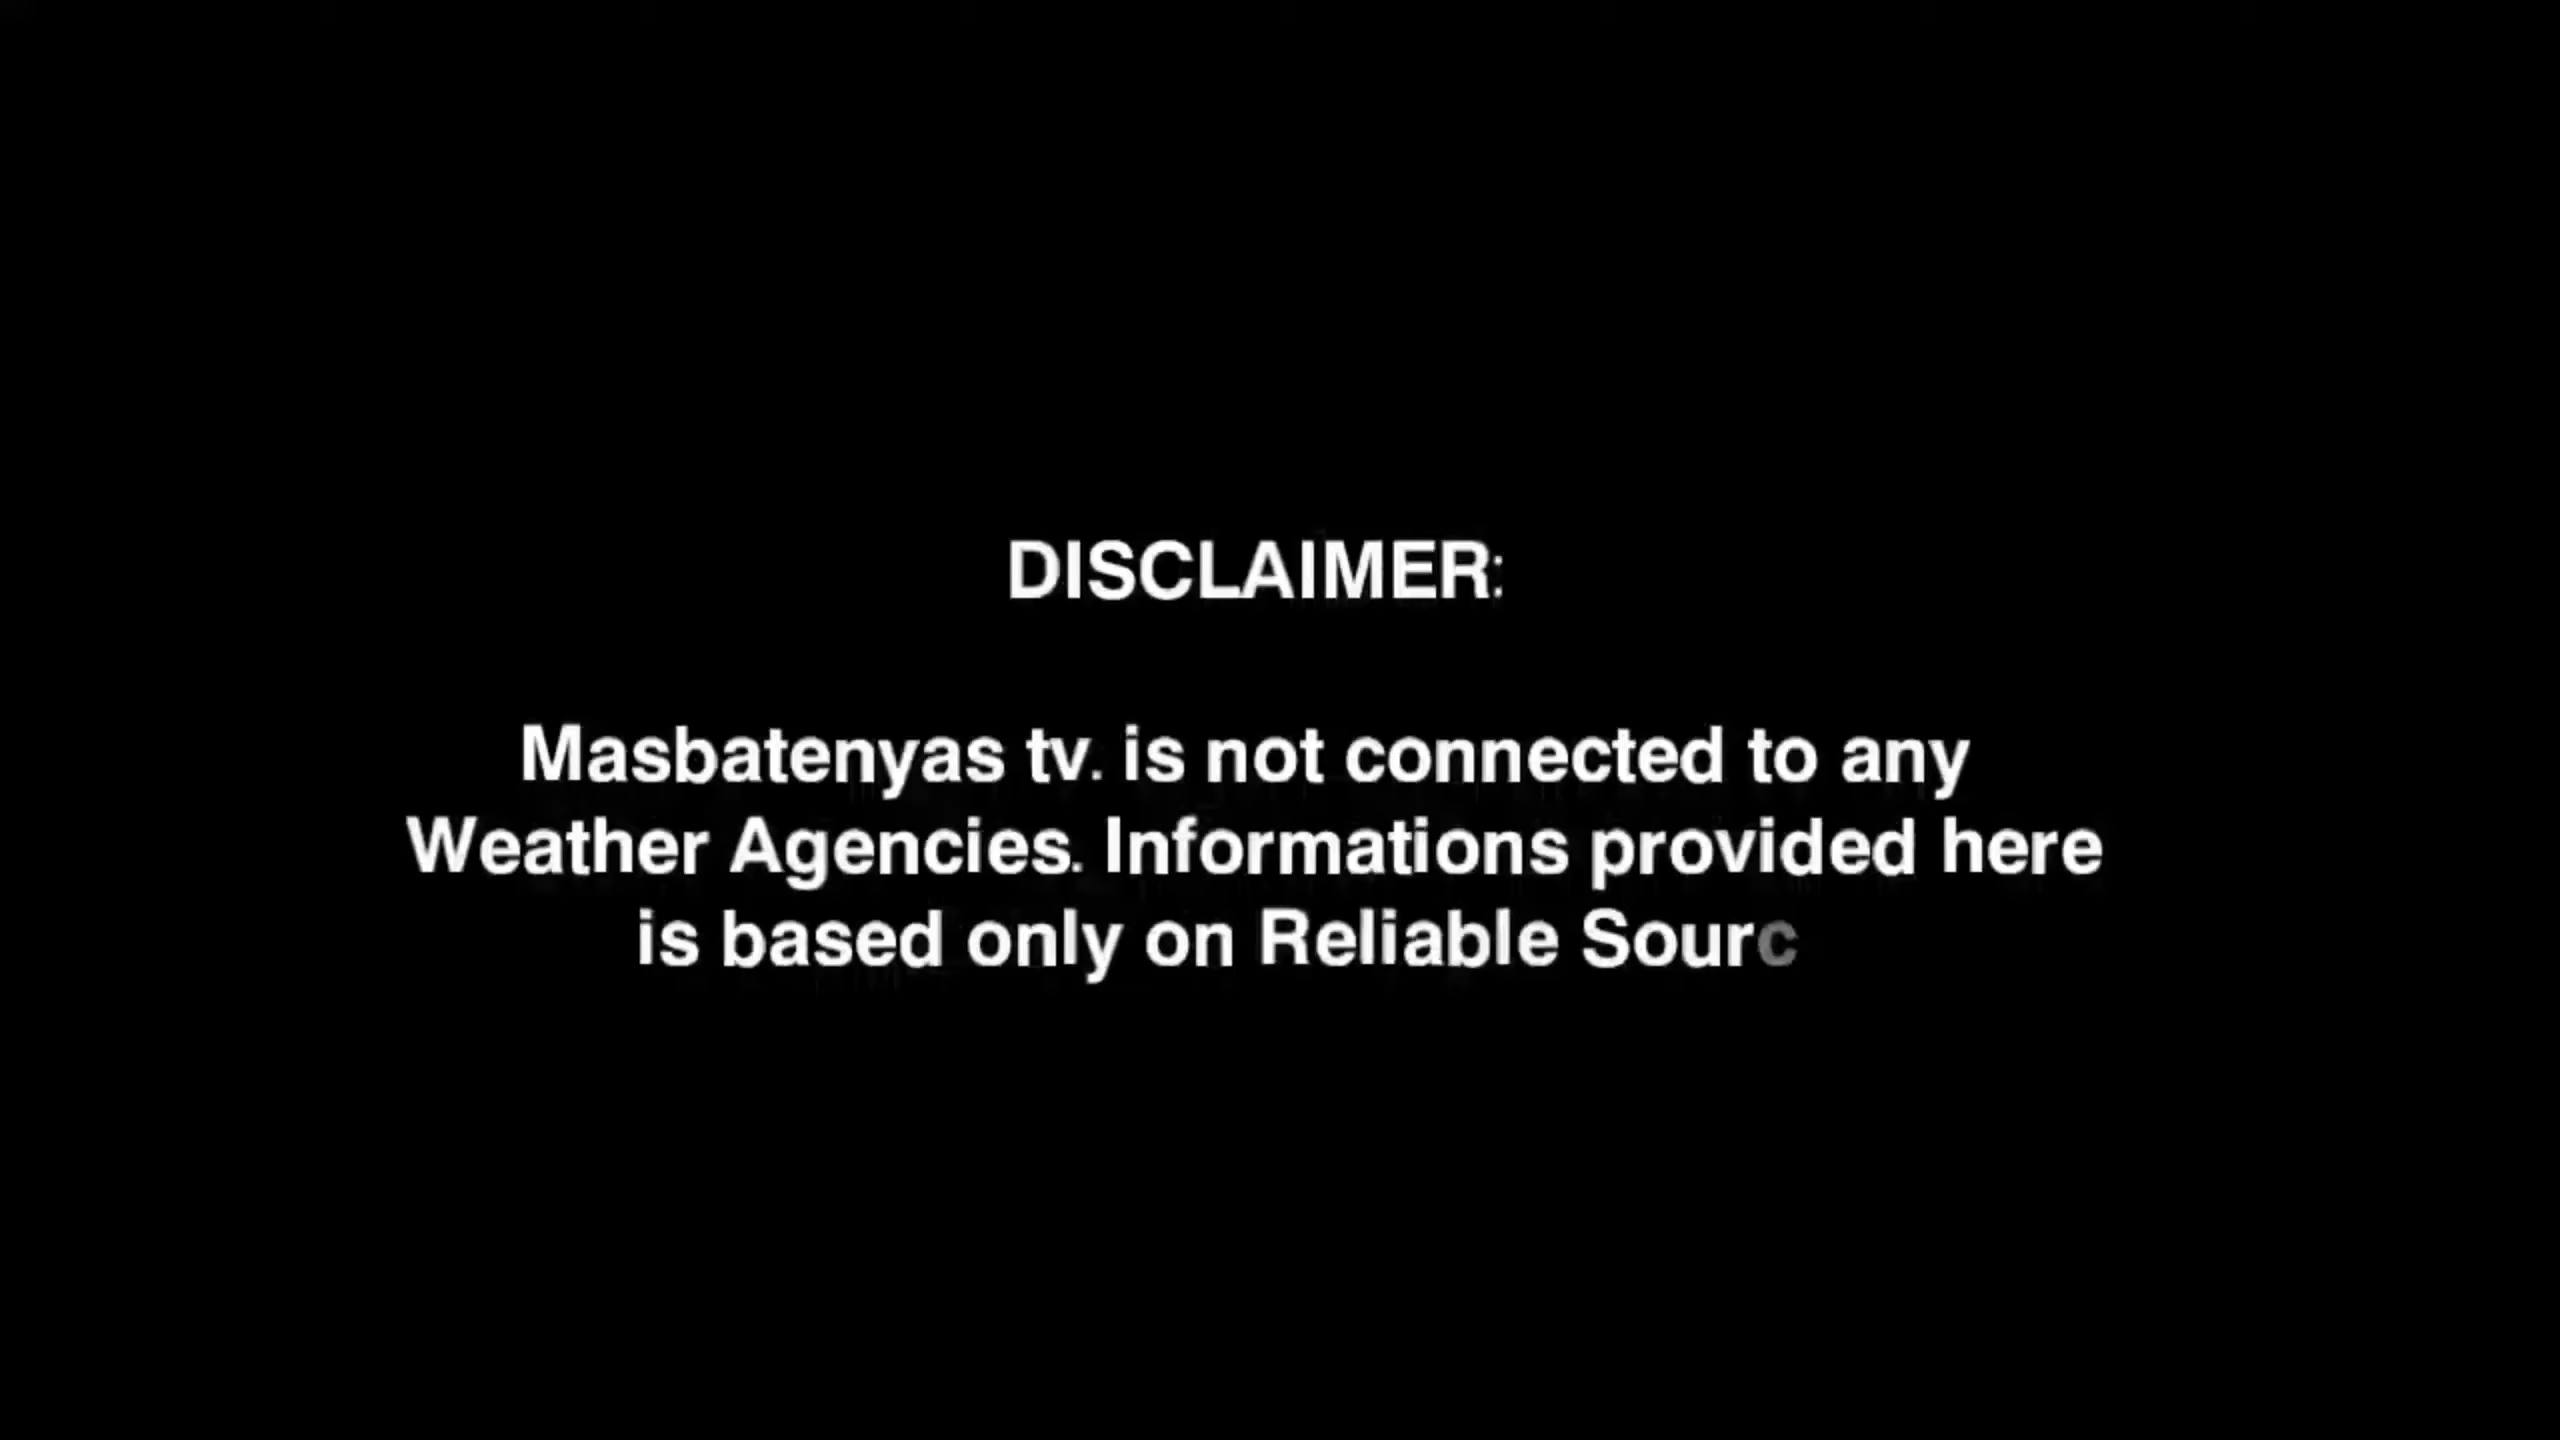 DISCLAIMER:
Masbatenyas tv. is not connected to any
Weather Agencies. Informations provided here
is based only on Reliable Sourc